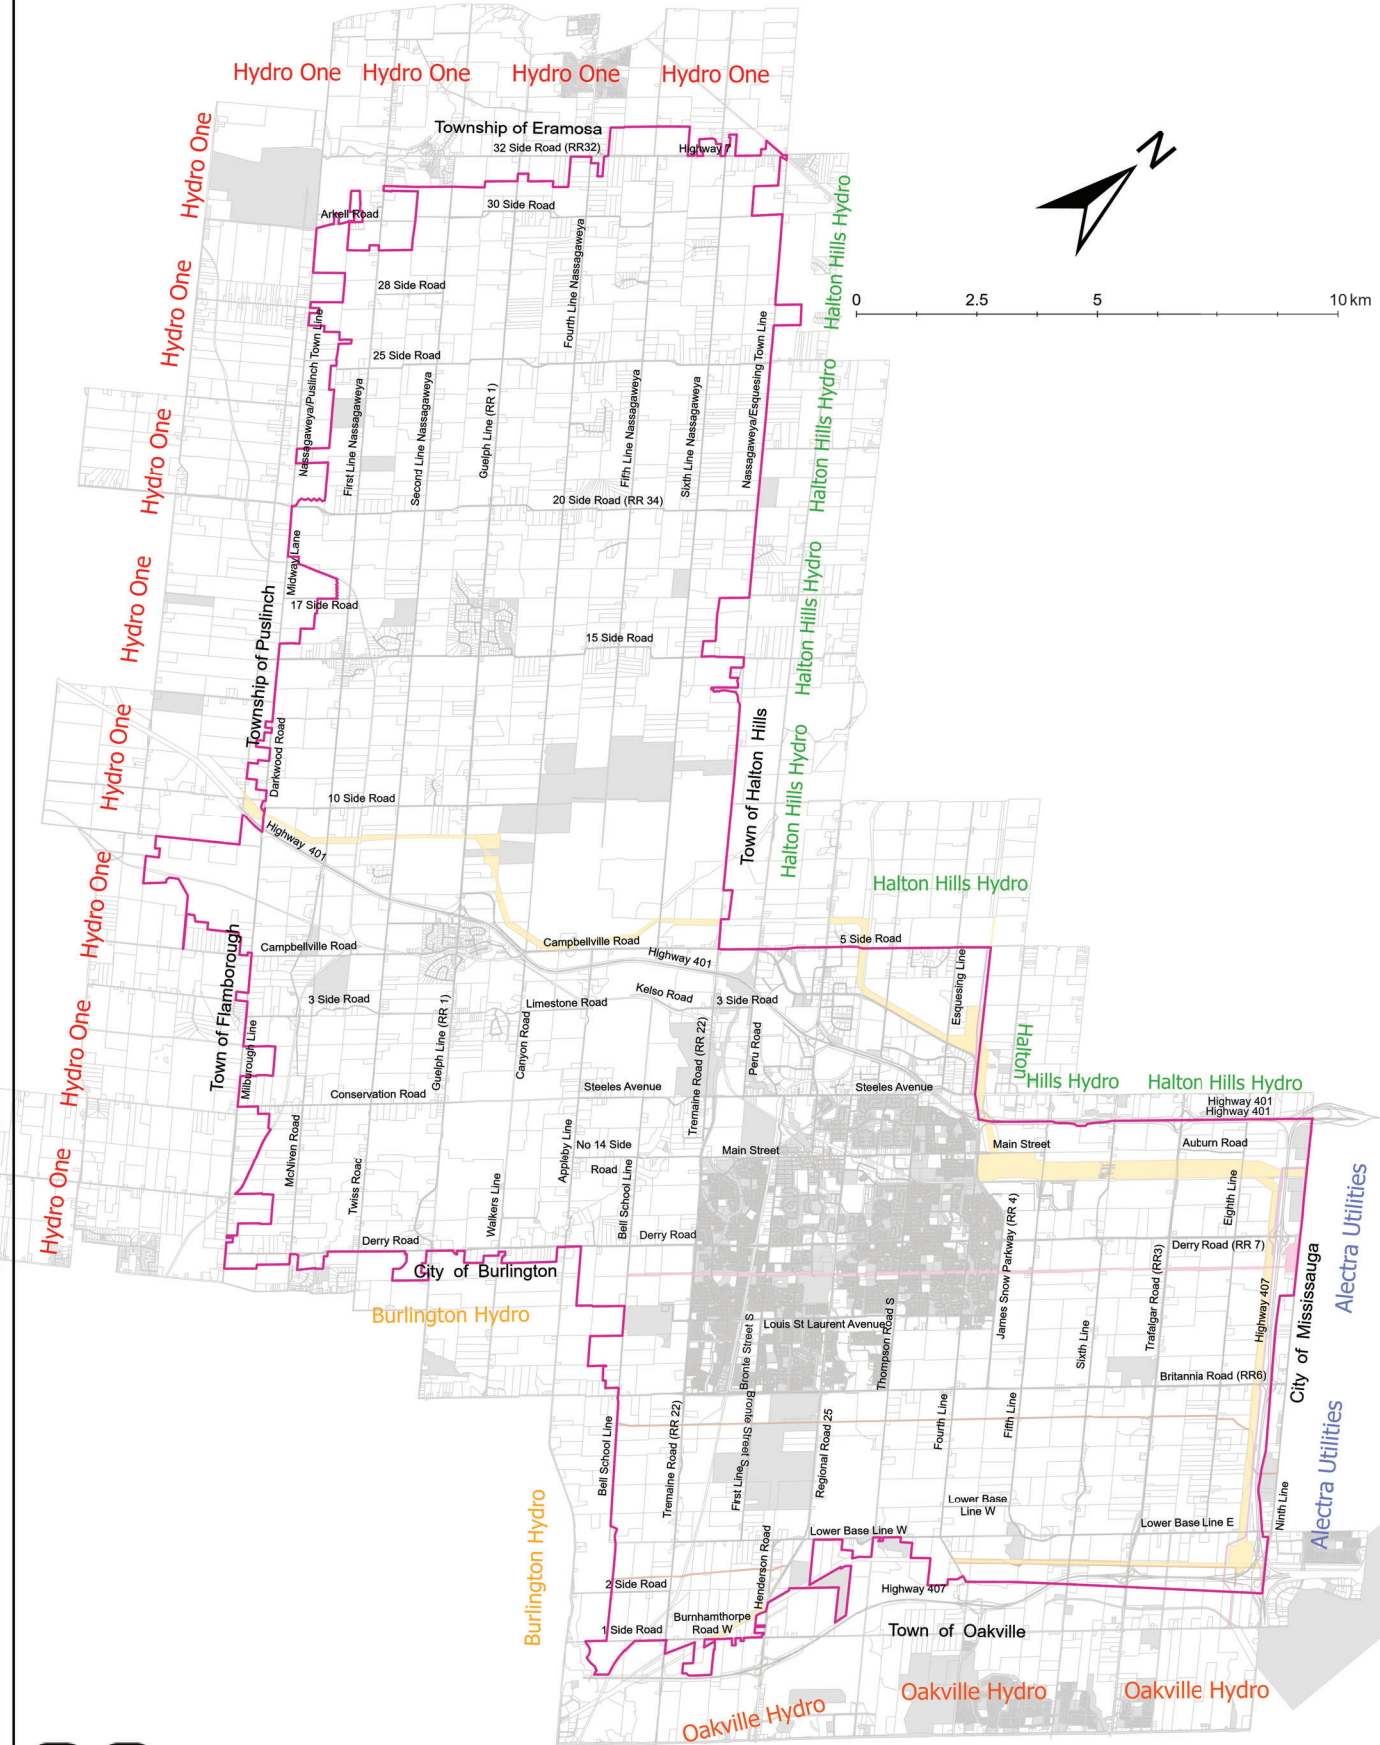 Hydro One Hydro One Hydro One Hydro One
Township of Eramosa
32 Side Road (RR32)
Highway 7
N
Hydro One
Arkell Road
30 Side Road
Halton Hills Hydro
Fourth Line Nassagaweya
28 Side Road
0 2.5 5 10 km
Hydro One
Nassagaweya/Puslinch Town Line
25 Side Road
Nassagaweya/Esquesing Town Line
First Line Nassagaweya
Second Line Nassagaweya
Guelph Line (RR 1)
Fifth Line Nassagaweya
Sixth Line Nassagaweya
Halton Hills Hydro
Hydro One
20 Side Road (RR 34)
Midway Lane
Hydro One
17 Side Road
Township of Puslinch
15 Side Road
Halton Hills Hydro
Hydro One
Darkwood Road
10 Side Road
Town of Halton Hills
Halton Hills Hydro
Highway 401
Hydro One
Halton Hills Hydro
Town of Flamborough
Campbellville Road
Campbellville Road
Highway 401
5 Side Road
Esquesing Line
3 Side Road
Limestone Road
Kelso Road
3 Side Road
Hydro One
Milburough Line
Guelph Line (RR 1)
Canyon Road
Tremaine Road (RR 22)
Peru Road
Halton
Hills Hydro
Halton Hills Hydro
Conservation Road
Steeles Avenue
Steeles Avenue
Highway 401
Highway 401
McNiven Road
Twiss Road
Walkers Line
Appleby Line
No 14 Side
Road
Bell School Line
Main Street
Main Street
Auburn Road
Hydro One
Eighth Line
James Snow Parkway (RR 4)
Alectra Utilities
Derry Road
Derry Road
Derry Road (RR 7)
City of Burlington
Burlington Hydro
Trafalgar Road (RR3)
Highway 407
City of Mississauga
Louis St Laurent Avenue
Thompson Road S
Bronte Street S
Bronte Street S
Sixth Line
Britannia Road (RR6)
Bell School Line
Tremaine Road (RR 22)
First Line
Regional Road 25
Fourth Line
Fifth Line
Alectra Utilities
Ninth Line
Burlington Hydro
Lower Base
Line W
Lower Base Line W
Lower Base Line E
Henderson Road
2 Side Road
Highway 407
1 Side Road
Burnhamthorpe
Road W
Town of Oakville
Oakville Hydro
Oakville Hydro
Oakville Hydro